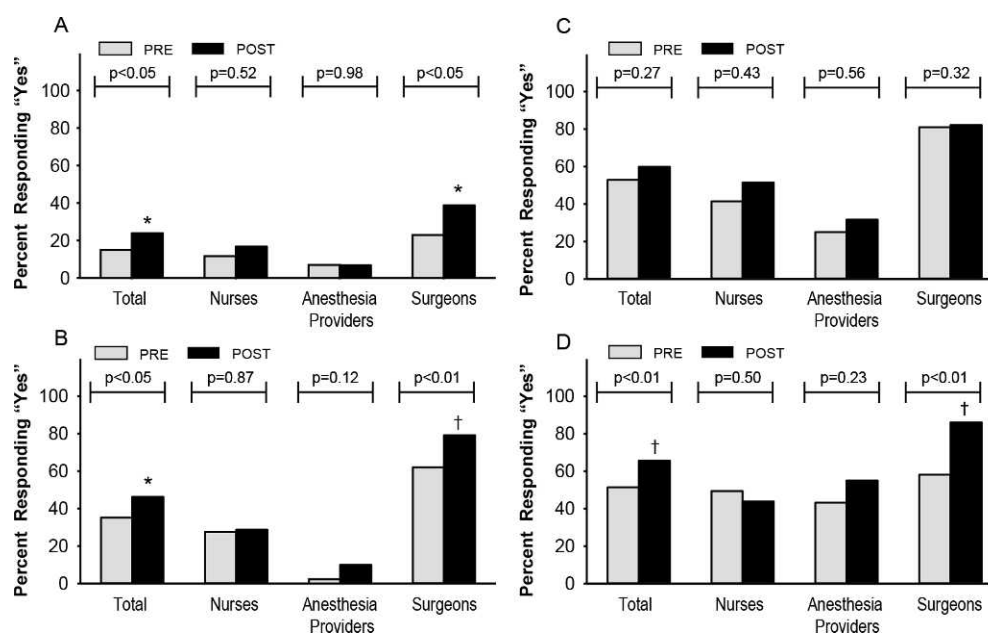 A
PRE POST
p<0.05 p=0.52 p=0.98 p<0.05
Percent Responding “Yes”
100
80
60
40
20
0
*
*
Total Nurses Anesthesia Providers Surgeons
B
PRE POST
p<0.05 p=0.87 p=0.12 p<0.01
Percent Responding “Yes”
100
80
60
40
20
0
*
†
Total Nurses Anesthesia Providers Surgeons
C
PRE POST
p=0.27 p=0.43 p=0.56 p=0.32
Percent Responding “Yes”
100
80
60
40
20
0
Total Nurses Anesthesia Providers Surgeons
D
PRE POST
p<0.01 p=0.50 p=0.23 p<0.01
Percent Responding “Yes”
100
80
60
40
20
0
†
†
Total Nurses Anesthesia Providers Surgeons